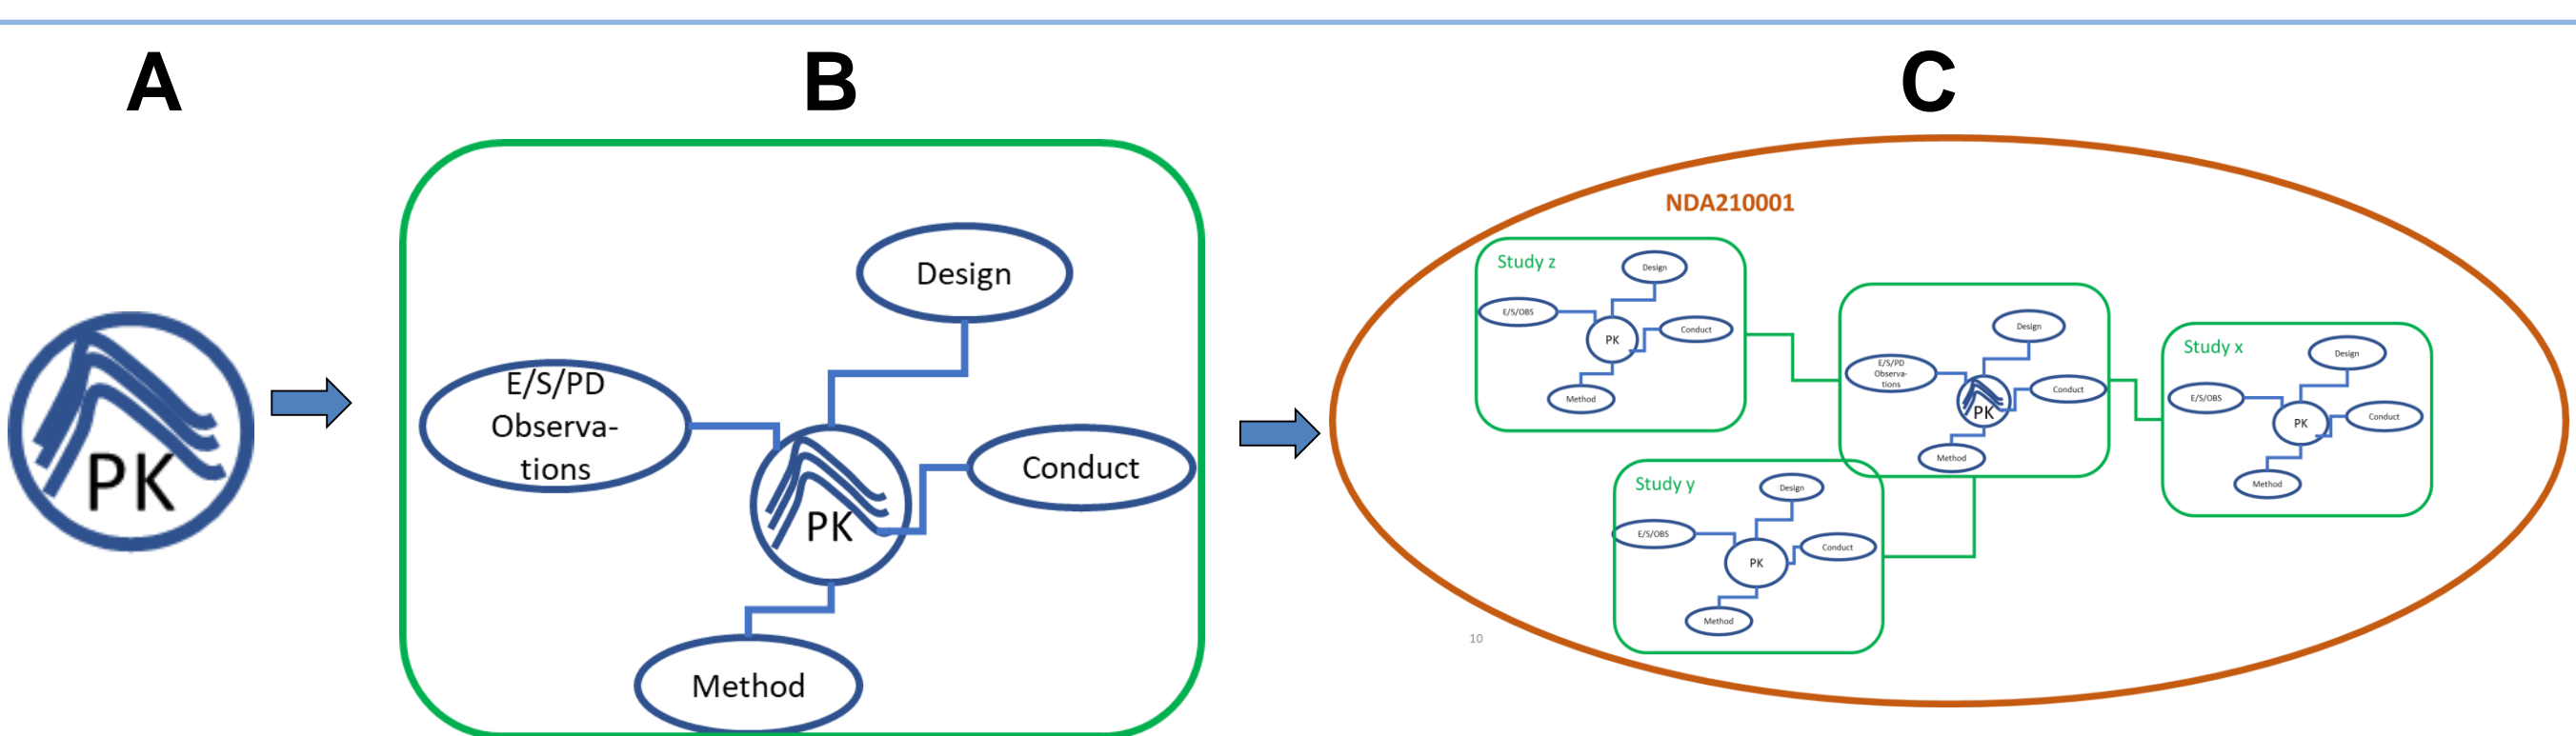 A
B
C
PK
Design
E/S/PD
Observa-
tions
Conduct
PK
Method
NDA210001
Study z
Design
E/S/OBS
Conduct
PK
Method
Design
E/S/PD
Observa-
tions
Conduct
PK
Method
Study x
Design
E/S/OBS
Conduct
PK
Method
Study y
Design
E/S/OBS
Conduct
PK
Method
10